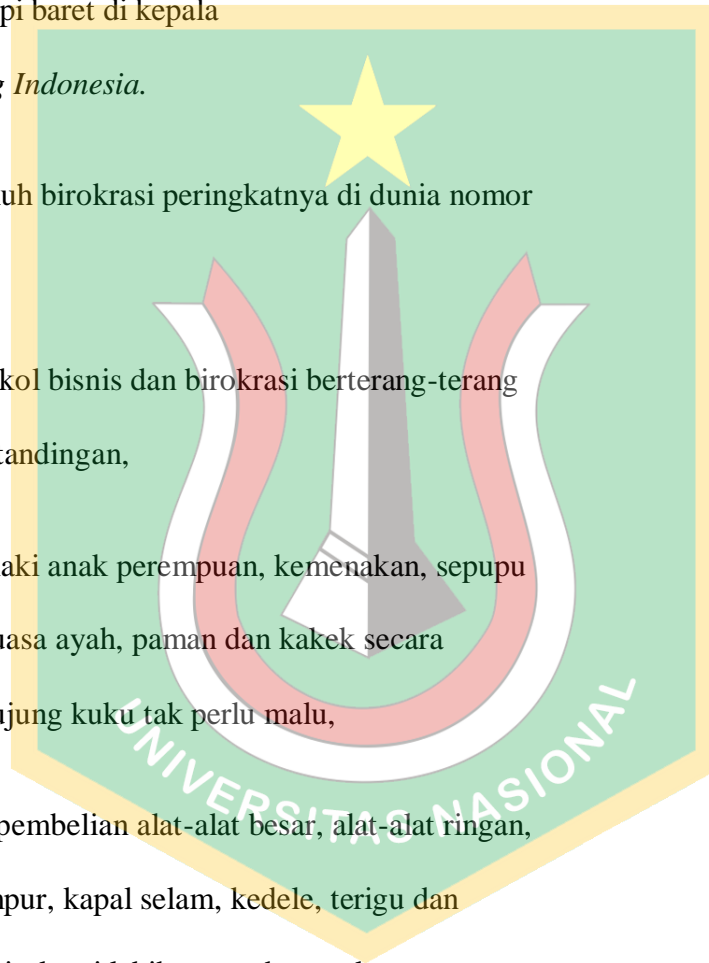 pi baret di kepala
g Indonesia.
uh birokrasi peringkatnya di dunia nomor
kol bisnis dan birokrasi berterang-terang
tandingan,
laki anak perempuan, kemenakan, sepupu
uasa ayah, paman dan kakek secara
ujung kuku tak perlu malu,
pembelian alat-alat besar, alat-alat ringan,
npur, kapal selam, kedele, terigu dan
UNIVERSITAS NASIONAL